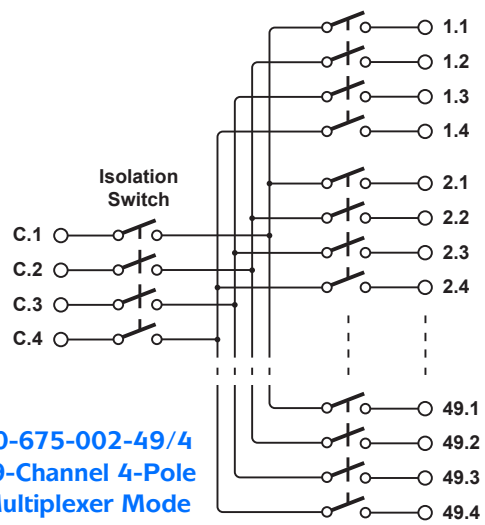 1.1
1.2
1.3
1.4
Isolation
Switch
2.1
2.2
2.3
2.4
C.1
C.2
C.3
C.4
49.1
49.2
49.3
49.4
0-675-002-49/4
9-Channel 4-Pole
Multiplexer Mode